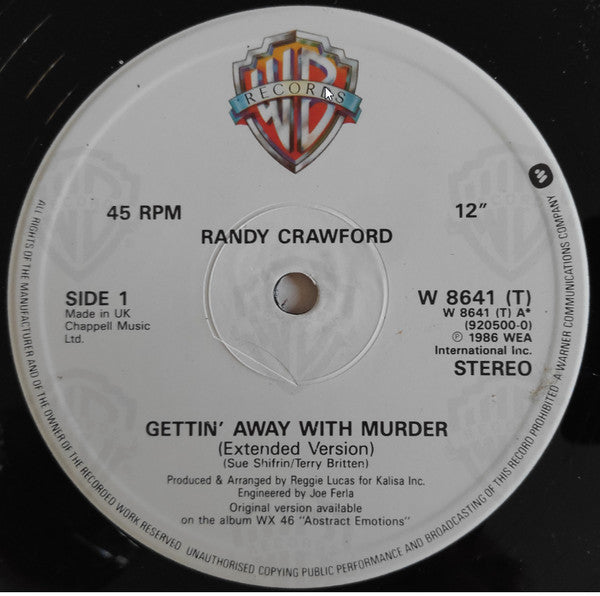 WB
RECORDS
45 RPM
12"
RANDY CRAWFORD
SIDE 1
Made in UK
Chappell Music
Ltd.
W 8641 (T)
W 8641 (T) A*
(920500-0)
℗ 1986 WEA
International Inc.
STEREO
GETTIN' AWAY WITH MURDER
(Extended Version)
(Sue Shifrin/Terry Britten)
Produced & Arranged by Reggie Lucas for Kalisa Inc.
Engineered by Joe Ferla
Original version available
on the album WX 46 "Abstract Emotions"
ALL RIGHTS OF THE MANUFACTURER AND OF THE OWNER OF THE RECORDED WORK RESERVED UNAUTHORISED COPYING PUBLIC PERFORMANCE AND BROADCASTING OF THIS RECORD PROHIBITED · A WARNER COMMUNICATIONS COMPANY